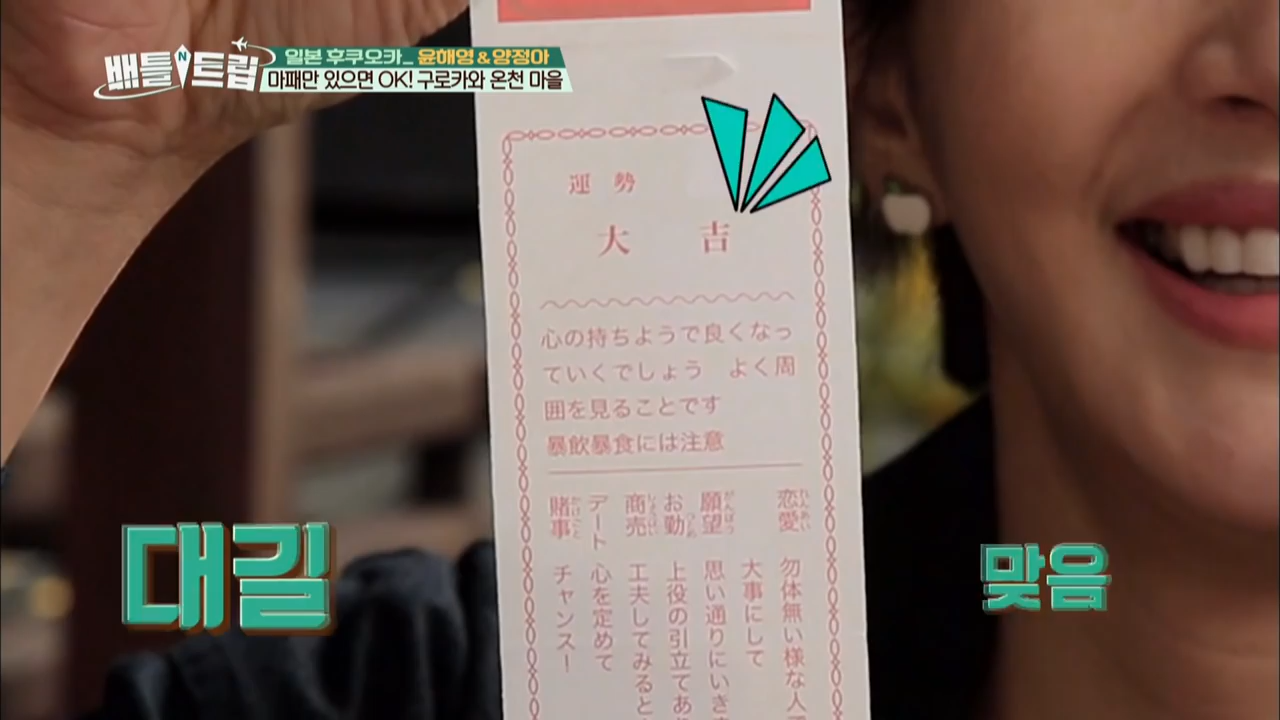 배틀트립
일본 후쿠오카_ 윤해영&양정아
마패만 있으면 OK! 구로카와 온천 마을
運勢
大吉
心の持ちようで良くなっ
ていくでしょう　よく周
囲を見ることです
暴飲暴食には注意
恋愛 勿体無い様な人で
大事にして
願望 思い通りにいきま
お勤 上役の引立てあり
商売 工夫してみると
デート 心を定めて
賭事 チャンス!
대길
맞음